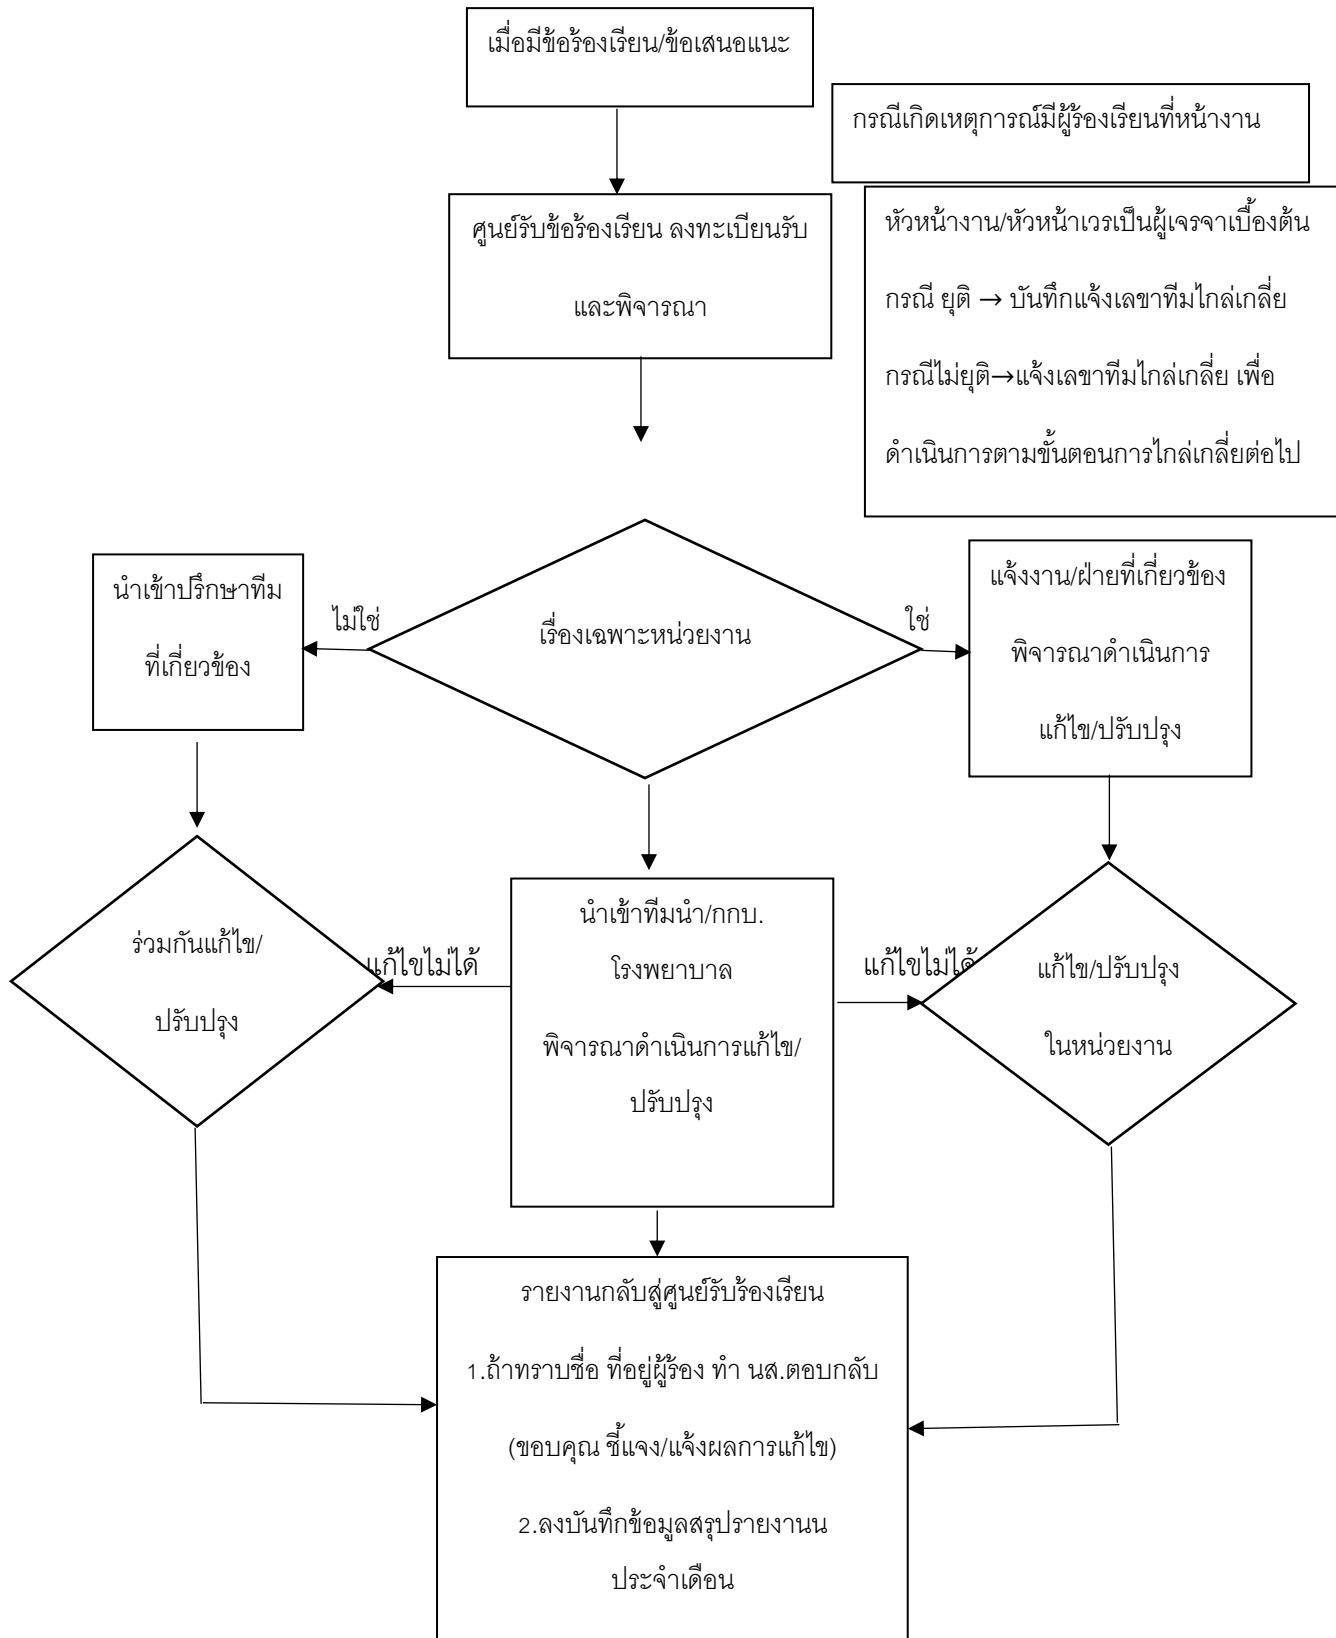 เมื่อมีข้อร้องเรียน/ข้อเสนอแนะ
กรณีเกิดเหตุการณ์มีผู้ร้องเรียนที่หน้างาน
ศูนย์รับข้อร้องเรียน ลงทะเบียนรับ
และพิจารณา
หัวหน้างาน/หัวหน้าเวรเป็นผู้เจรจาเบื้องต้น
กรณี ยุติ → บันทึกแจ้งเลขาทีมไกล่เกลี่ย
กรณีไม่ยุติ→แจ้งเลขาทีมไกล่เกลี่ย เพื่อ
ดำเนินการตามขั้นตอนการไกล่เกลี่ยต่อไป
นำเข้าปรึกษาทีม
ที่เกี่ยวข้อง
ไม่ใช่
เรื่องเฉพาะหน่วยงาน
ใช่
แจ้งงาน/ฝ่ายที่เกี่ยวข้อง
พิจารณาดำเนินการ
แก้ไข/ปรับปรุง
ร่วมกันแก้ไข/
ปรับปรุง
แก้ไขไม่ได้
นำเข้าทีมนำ/กกบ.
โรงพยาบาล
พิจารณาดำเนินการแก้ไข/
ปรับปรุง
แก้ไขไม่ได้
แก้ไข/ปรับปรุง
ในหน่วยงาน
รายงานกลับสู่ศูนย์รับร้องเรียน
1.ถ้าทราบชื่อ ที่อยู่ผู้ร้อง ทำ นส.ตอบกลับ
(ขอบคุณ ชี้แจง/แจ้งผลการแก้ไข)
2.ลงบันทึกข้อมูลสรุปรายงานน
ประจำเดือน